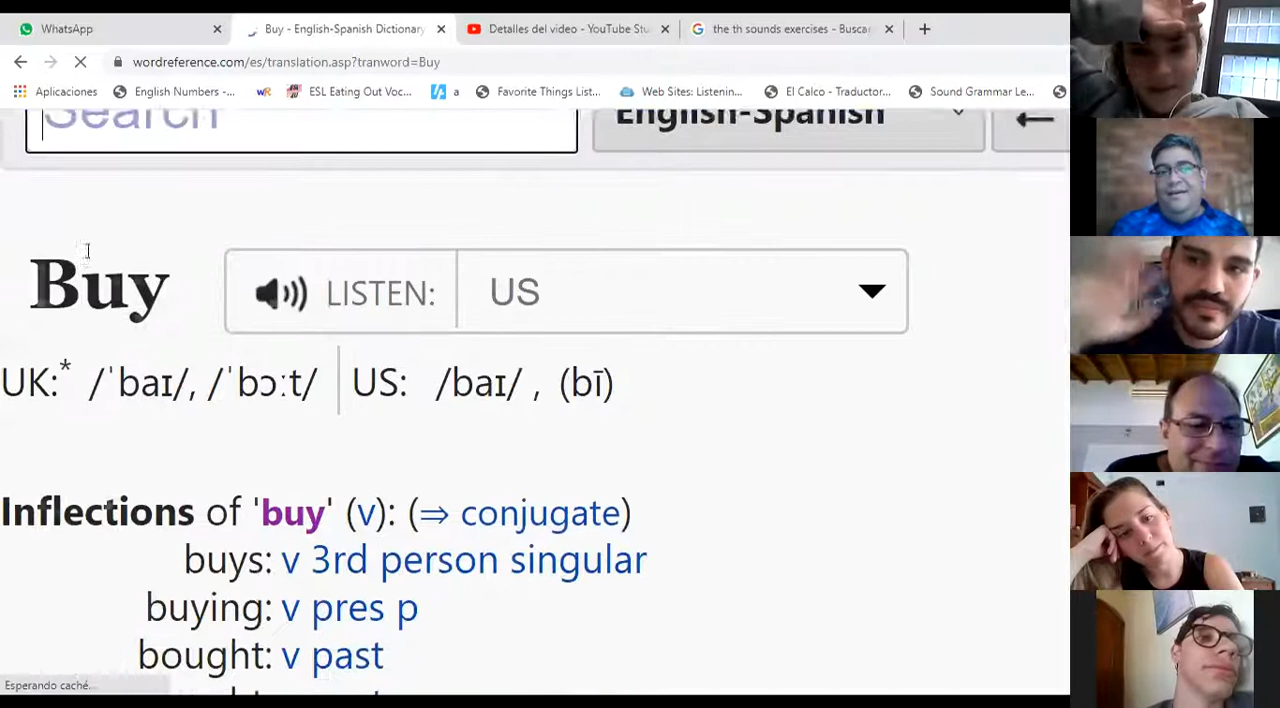 WhatsApp
Buy - English-Spanish Dictionary
Detalles del video - YouTube Stu
the th sounds exercises - Busca
wordreference.com/es/translation.asp?tranword=Buy
Aplicaciones
English Numbers -...
wR
ESL Eating Out Voc...
a
Favorite Things List...
Web Sites: Listenin...
El Calco - Traductor...
Sound Grammar Le...
Search
English-Spanish
Buy
LISTEN:
US
UK:* /ˈbaɪ/, /ˈbɔːt/
US: /baɪ/ , (bī)
Inflections of 'buy' (v): (⇒ conjugate)
buys: v 3rd person singular
buying: v pres p
bought: v past
Esperando caché...